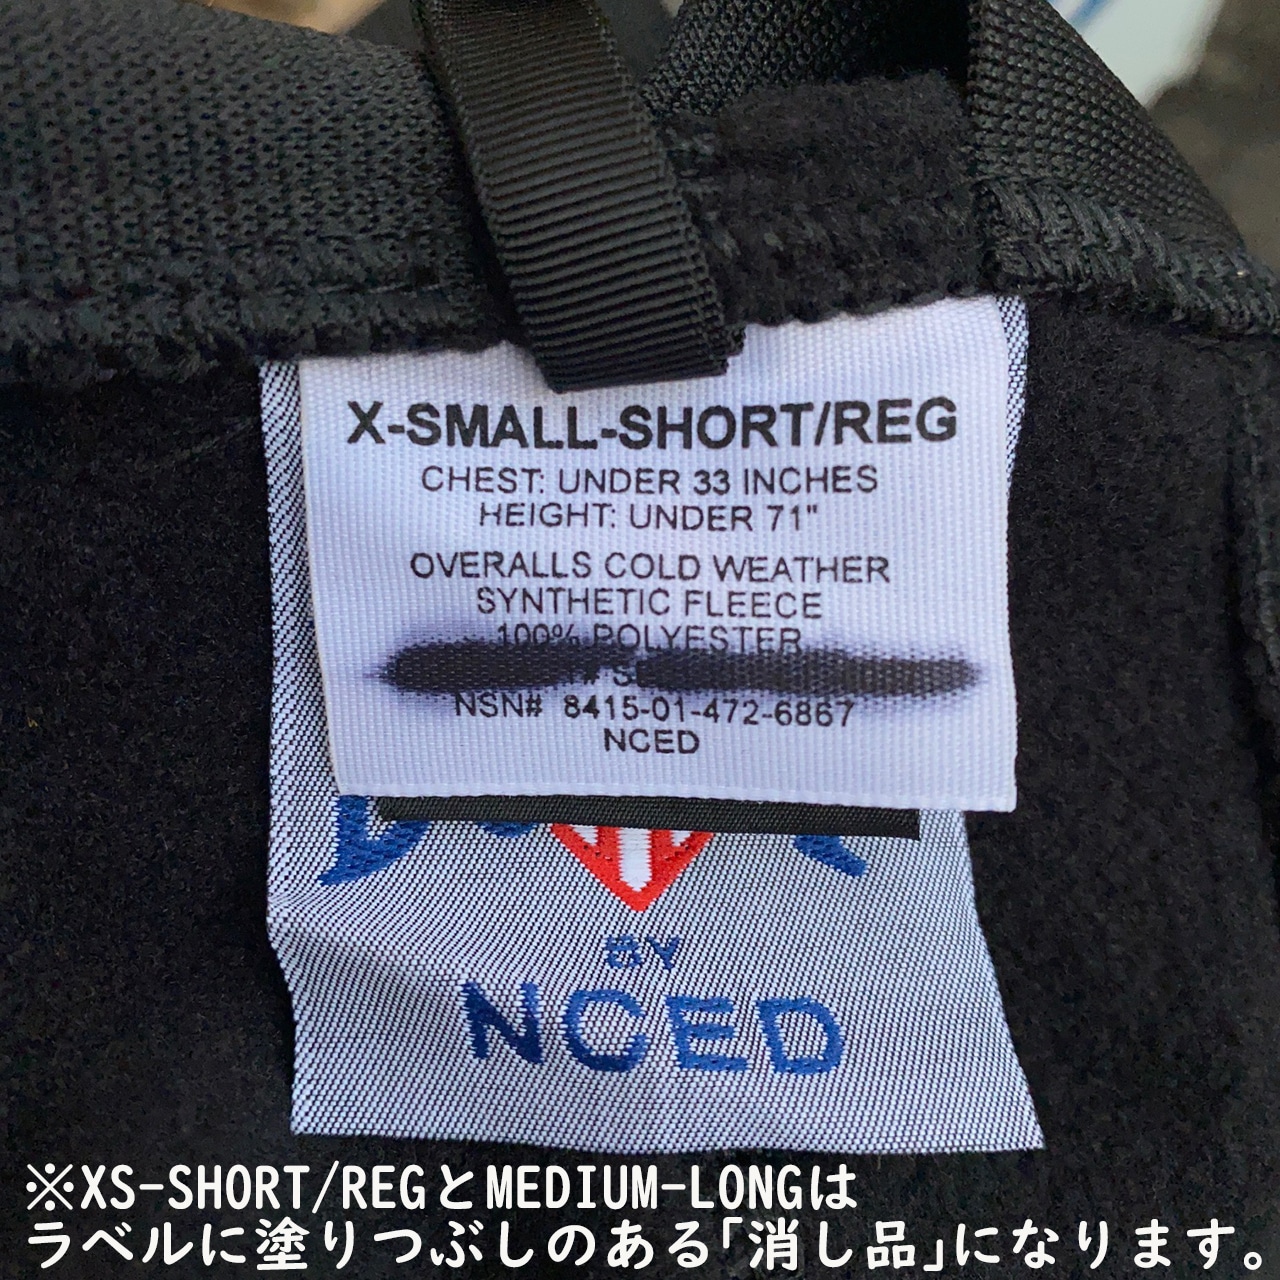 X-SMALL-SHORT/REG
CHEST: UNDER 33 INCHES
HEIGHT: UNDER 71"
OVERALLS COLD WEATHER
SYNTHETIC FLEECE
100% POLYESTER
NSN# 8415-01-472-6867
NCED
BY
NCED
※XS-SHORT/REGとMEDIUM-LONGは
ラベルに塗りつぶしのある「消し品」になります。